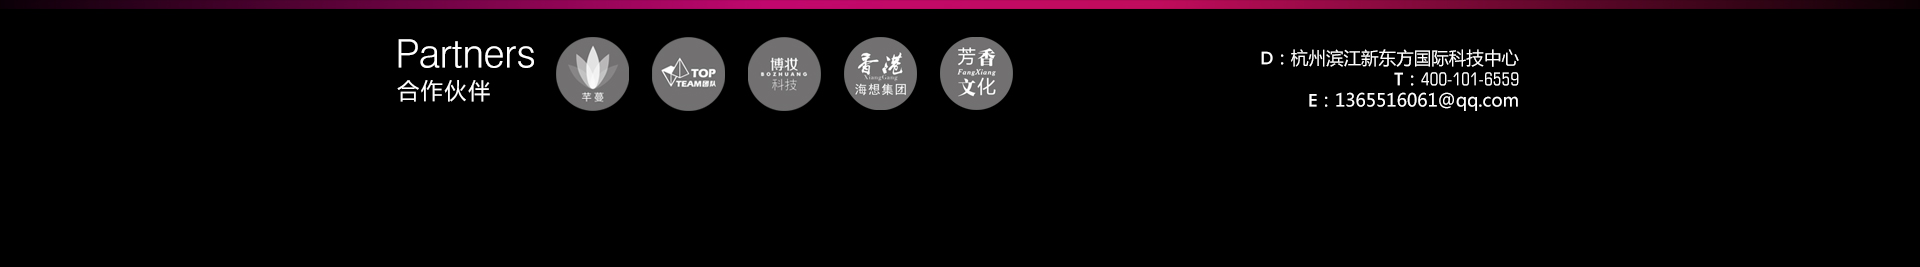 Partners
合作伙伴
芊蔓
TOP
TEAM团队
博妆
BOZHUANG
科技
香港
XiangGang
海想集团
芳香
FangXiang
文化
D：杭州滨江新东方国际科技中心
T：400-101-6559
E：1365516061@qq.com